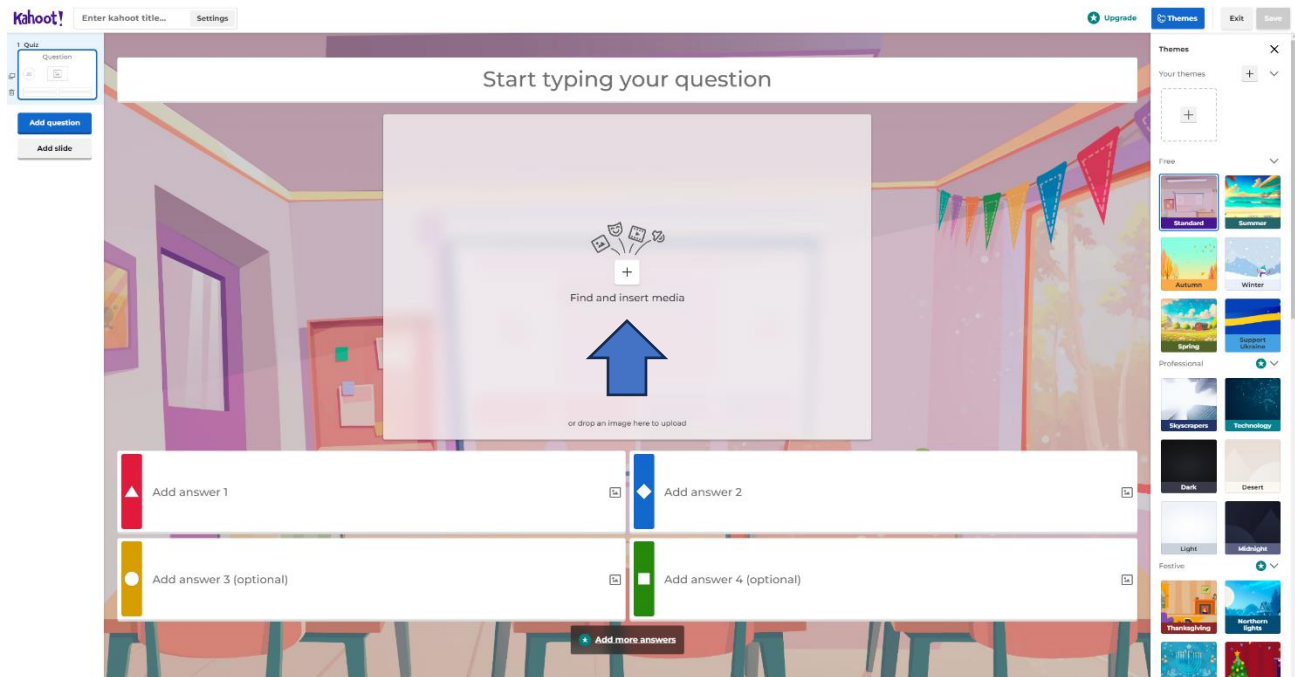 Kahoot!
Enter kahoot title...
Settings
Upgrade
Themes
Exit
Save
1 Quiz
Question
Add question
Add slide
Start typing your question
Find and insert media
or drop an image here to upload
Add answer 1
Add answer 2
Add answer 3 (optional)
Add answer 4 (optional)
Add more answers
Themes
Your themes
Free
Standard
Summer
Autumn
Winter
Spring
Support
Ukraine
Professional
Skyscrapers
Technology
Dark
Desert
Light
Midnight
Festive
Thanksgiving
Northern
lights